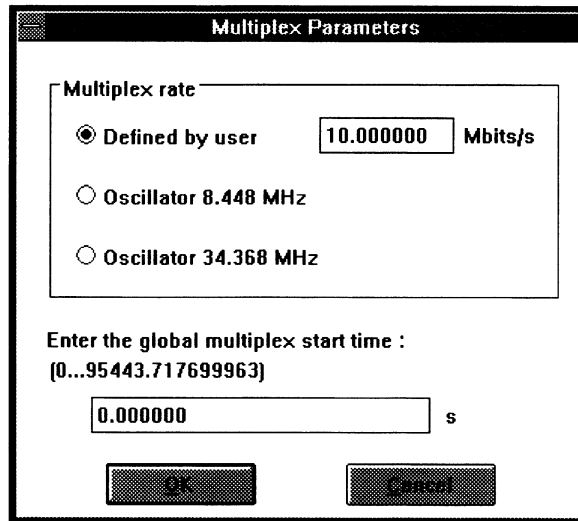 Multiplex Parameters
Multiplex rate
Defined by user 10.000000 Mbits/s
Oscillator 8.448 MHz
Oscillator 34.368 MHz
Enter the global multiplex start time :
(0...95443.717699963)
0.000000 s
OK Cancel